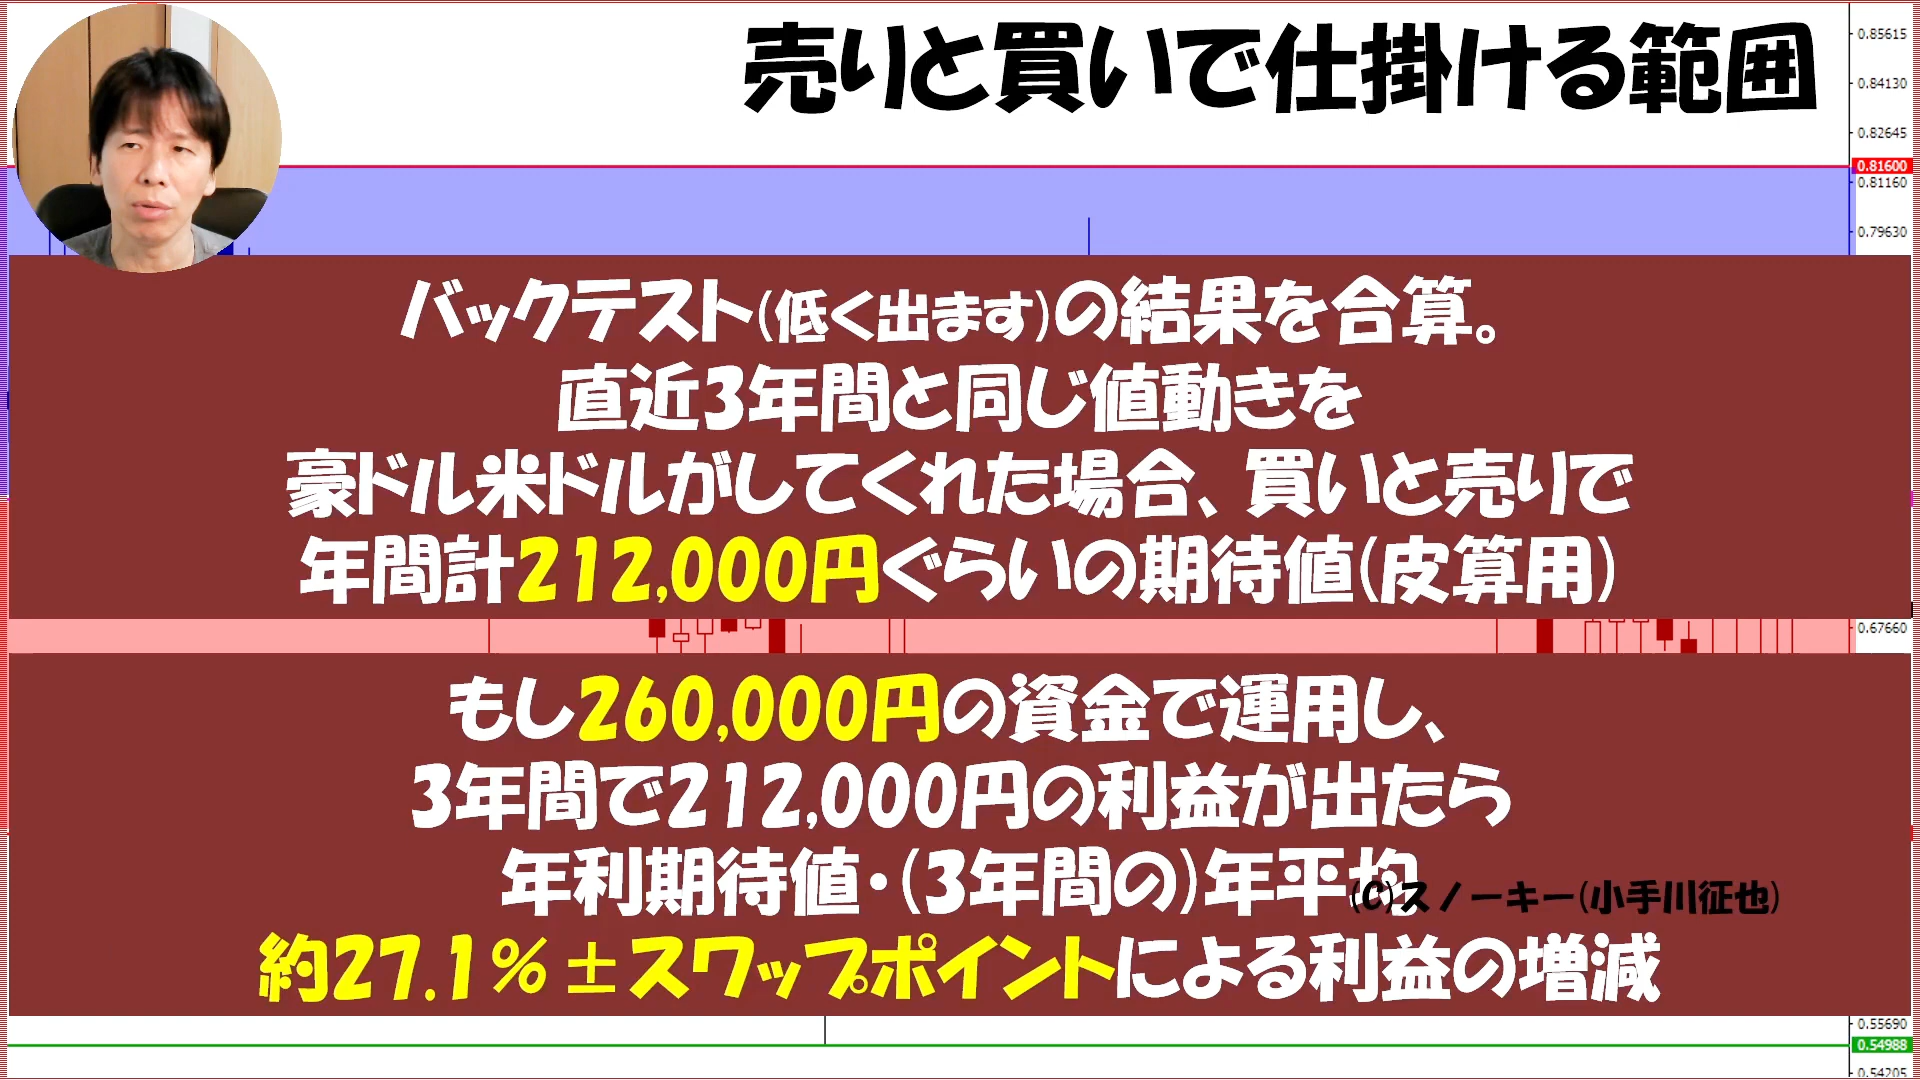 売りと買いで仕掛ける範囲
0.85615
0.84130
0.82645
0.81600
0.81160
0.79630
バックテスト(低く出ます)の結果を合算。
直近3年間と同じ値動きを
豪ドル米ドルがしてくれた場合、買いと売りで
年間計212,000円ぐらいの期待値(皮算用)
0.67660
もし260,000円の資金で運用し、
3年間で212,000円の利益が出たら
年利期待値・(3年間の)年平均
(C)スノーキー(小手川征也)
約27.1％±スワップポイントによる利益の増減
0.55690
0.54988
0.54205